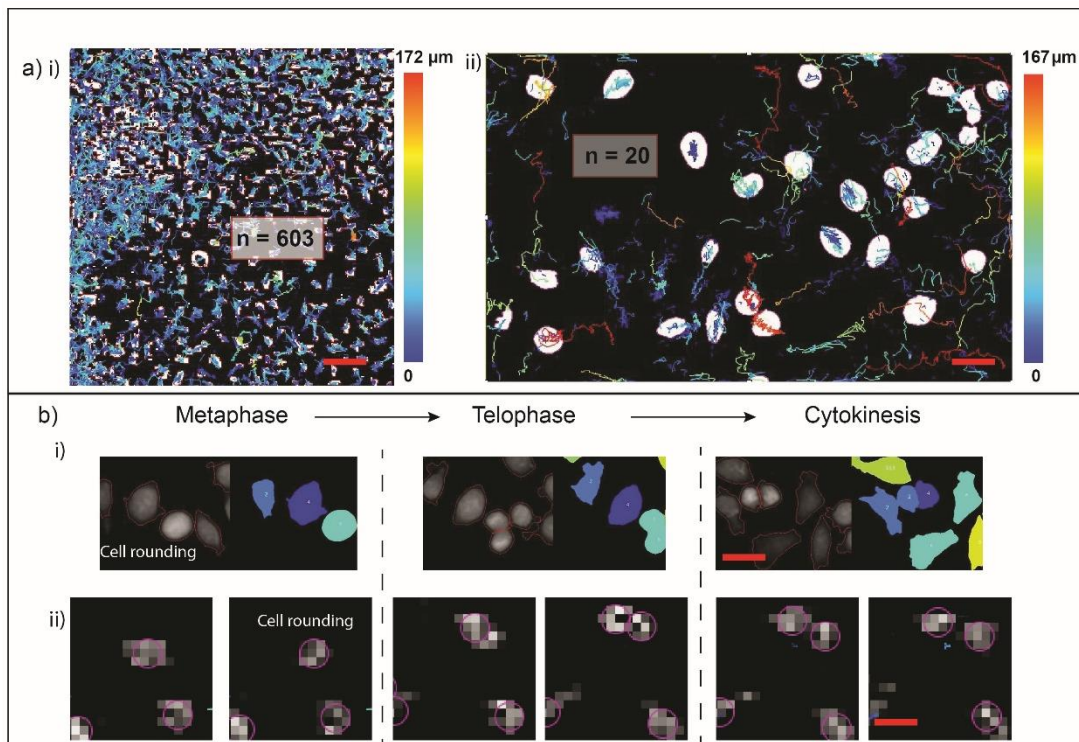 a) i)
172 µm
n = 603
0
ii)
167 µm
n = 20
0
b)
Metaphase
Telophase
Cytokinesis
i)
Cell rounding
ii)
Cell rounding